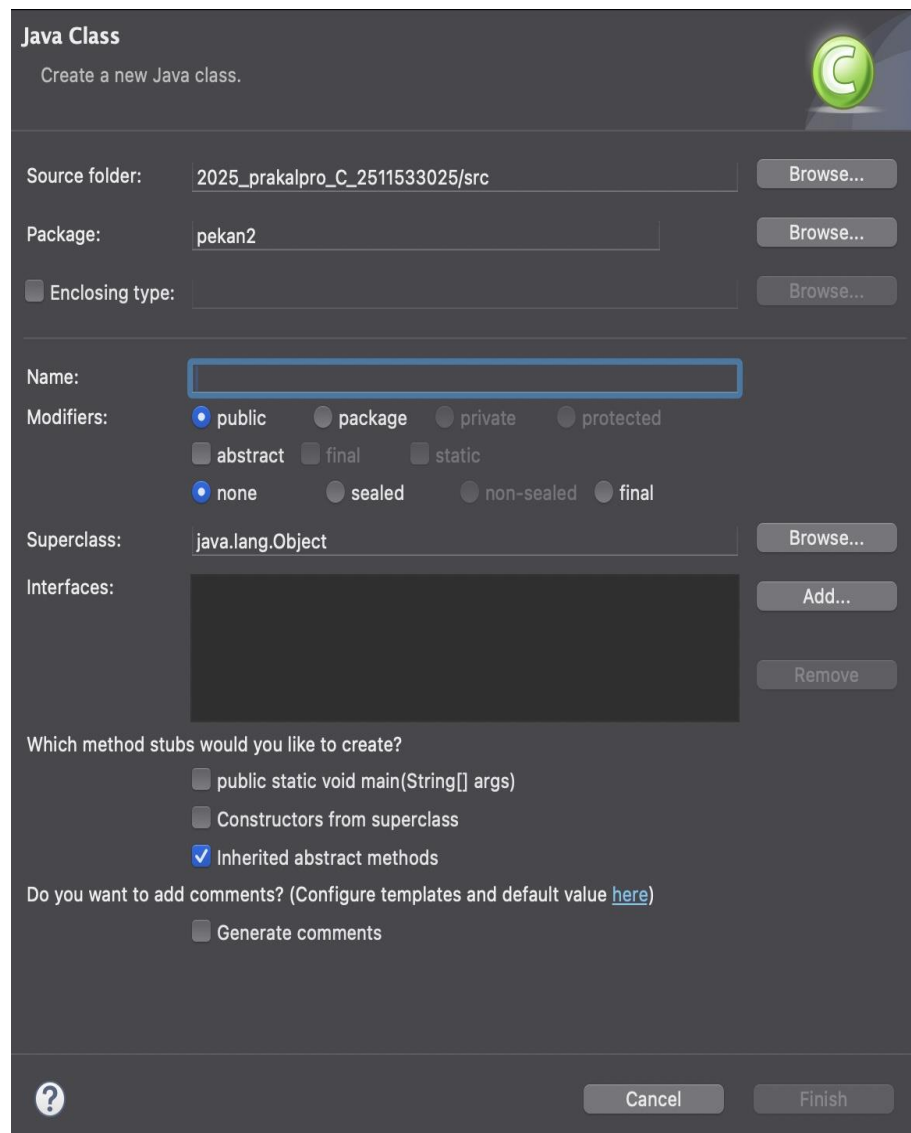 Java Class
Create a new Java class.
C
Source folder: 2025_prakalpro_C_2511533025/src Browse...
Package: pekan2 Browse...
Enclosing type: Browse...
Name:
Modifiers: public package private protected
abstract final static
none sealed non-sealed final
Superclass: java.lang.Object Browse...
Interfaces: Add...
Remove
Which method stubs would you like to create?
public static void main(String[] args)
Constructors from superclass
Inherited abstract methods
Do you want to add comments? (Configure templates and default value here)
Generate comments
? Cancel Finish